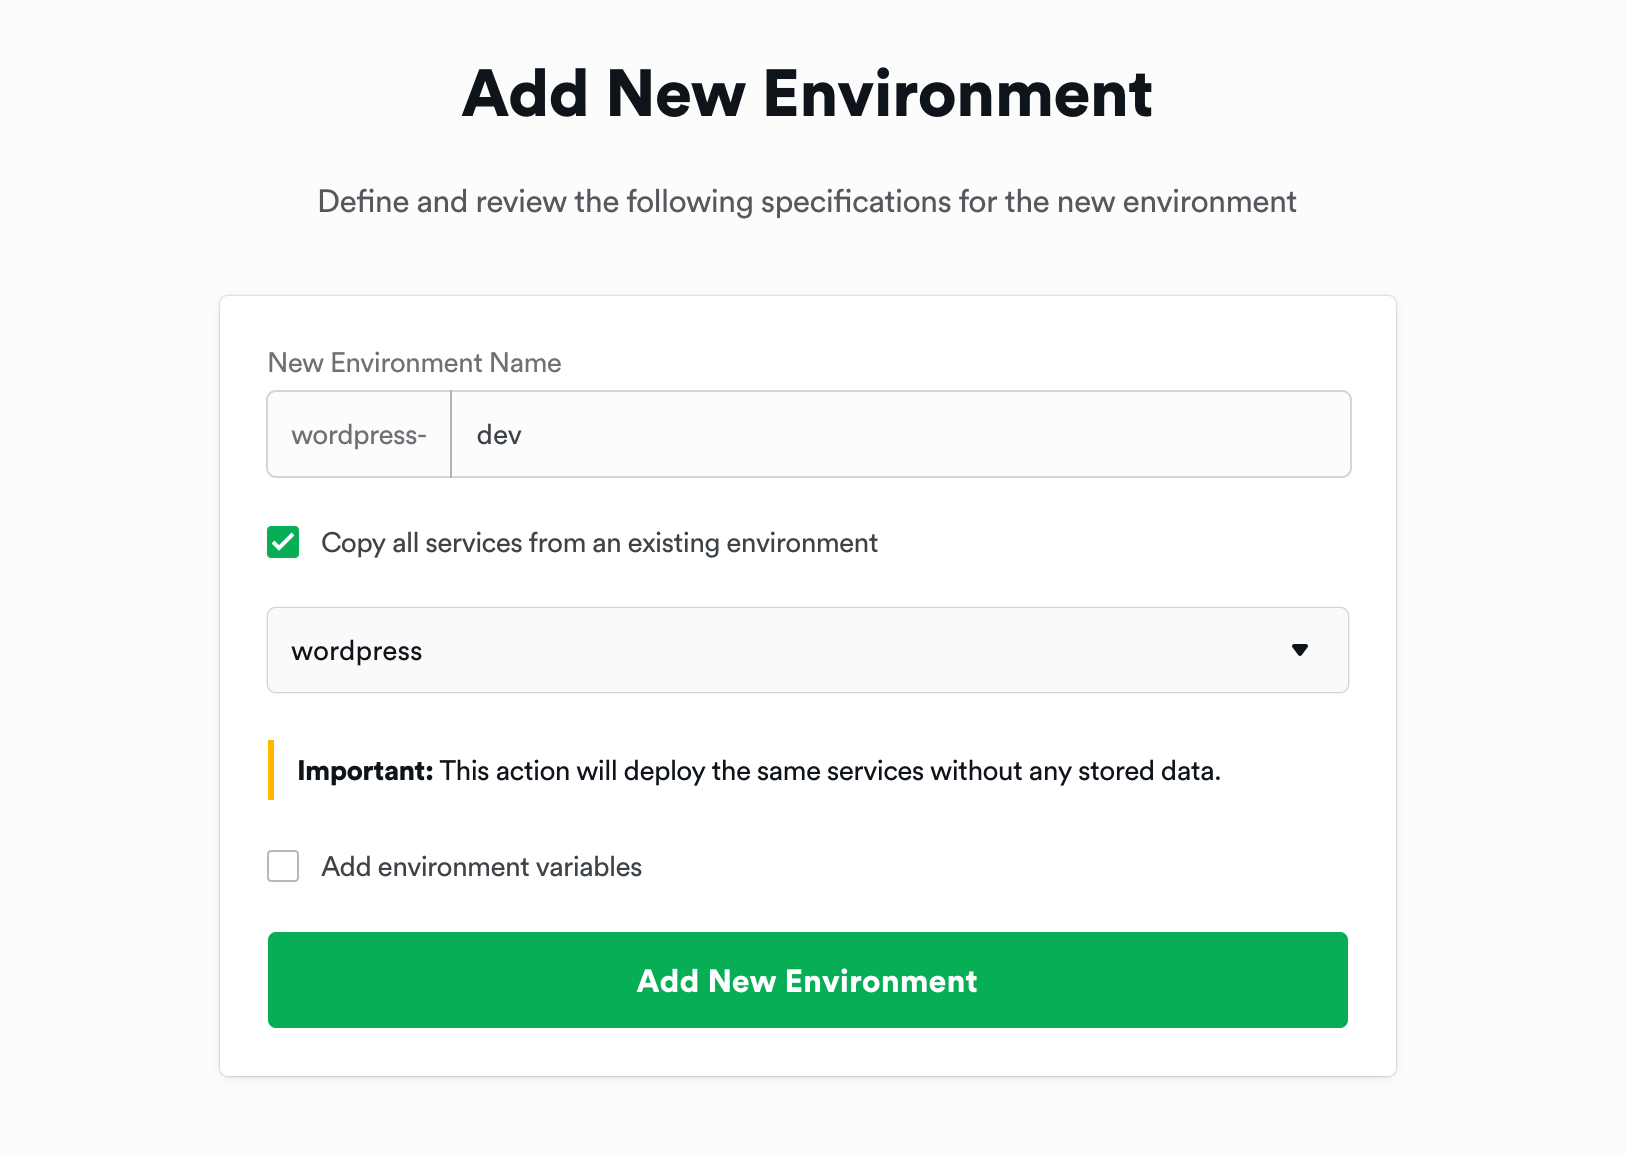 Add New Environment
Define and review the following specifications for the new environment
New Environment Name
wordpress- dev
Copy all services from an existing environment
wordpress
Important: This action will deploy the same services without any stored data.
Add environment variables
Add New Environment